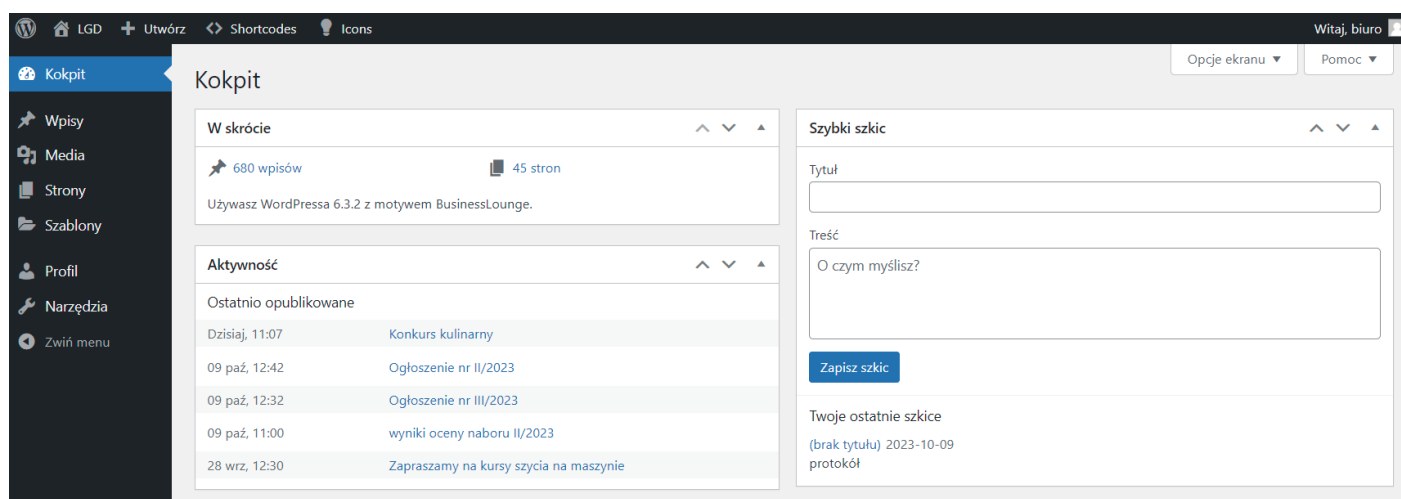 LGD Utwórz Shortcodes Icons Witaj, biuro
Opcje ekranu ▼ Pomoc ▼
Kokpit
Wpisy
Media
Strony
Szablony
Profil
Narzędzia
Zwiń menu
Kokpit
W skrócie
680 wpisów 45 stron
Używasz WordPressa 6.3.2 z motywem BusinessLounge.
Aktywność
Ostatnio opublikowane
Dzisiaj, 11:07 Konkurs kulinarny
09 paź, 12:42 Ogłoszenie nr II/2023
09 paź, 12:32 Ogłoszenie nr III/2023
09 paź, 11:00 wyniki oceny naboru II/2023
28 wrz, 12:30 Zapraszamy na kursy szycia na maszynie
Szybki szkic
Tytuł
Treść
O czym myślisz?
Zapisz szkic
Twoje ostatnie szkice
(brak tytułu) 2023-10-09
protokół